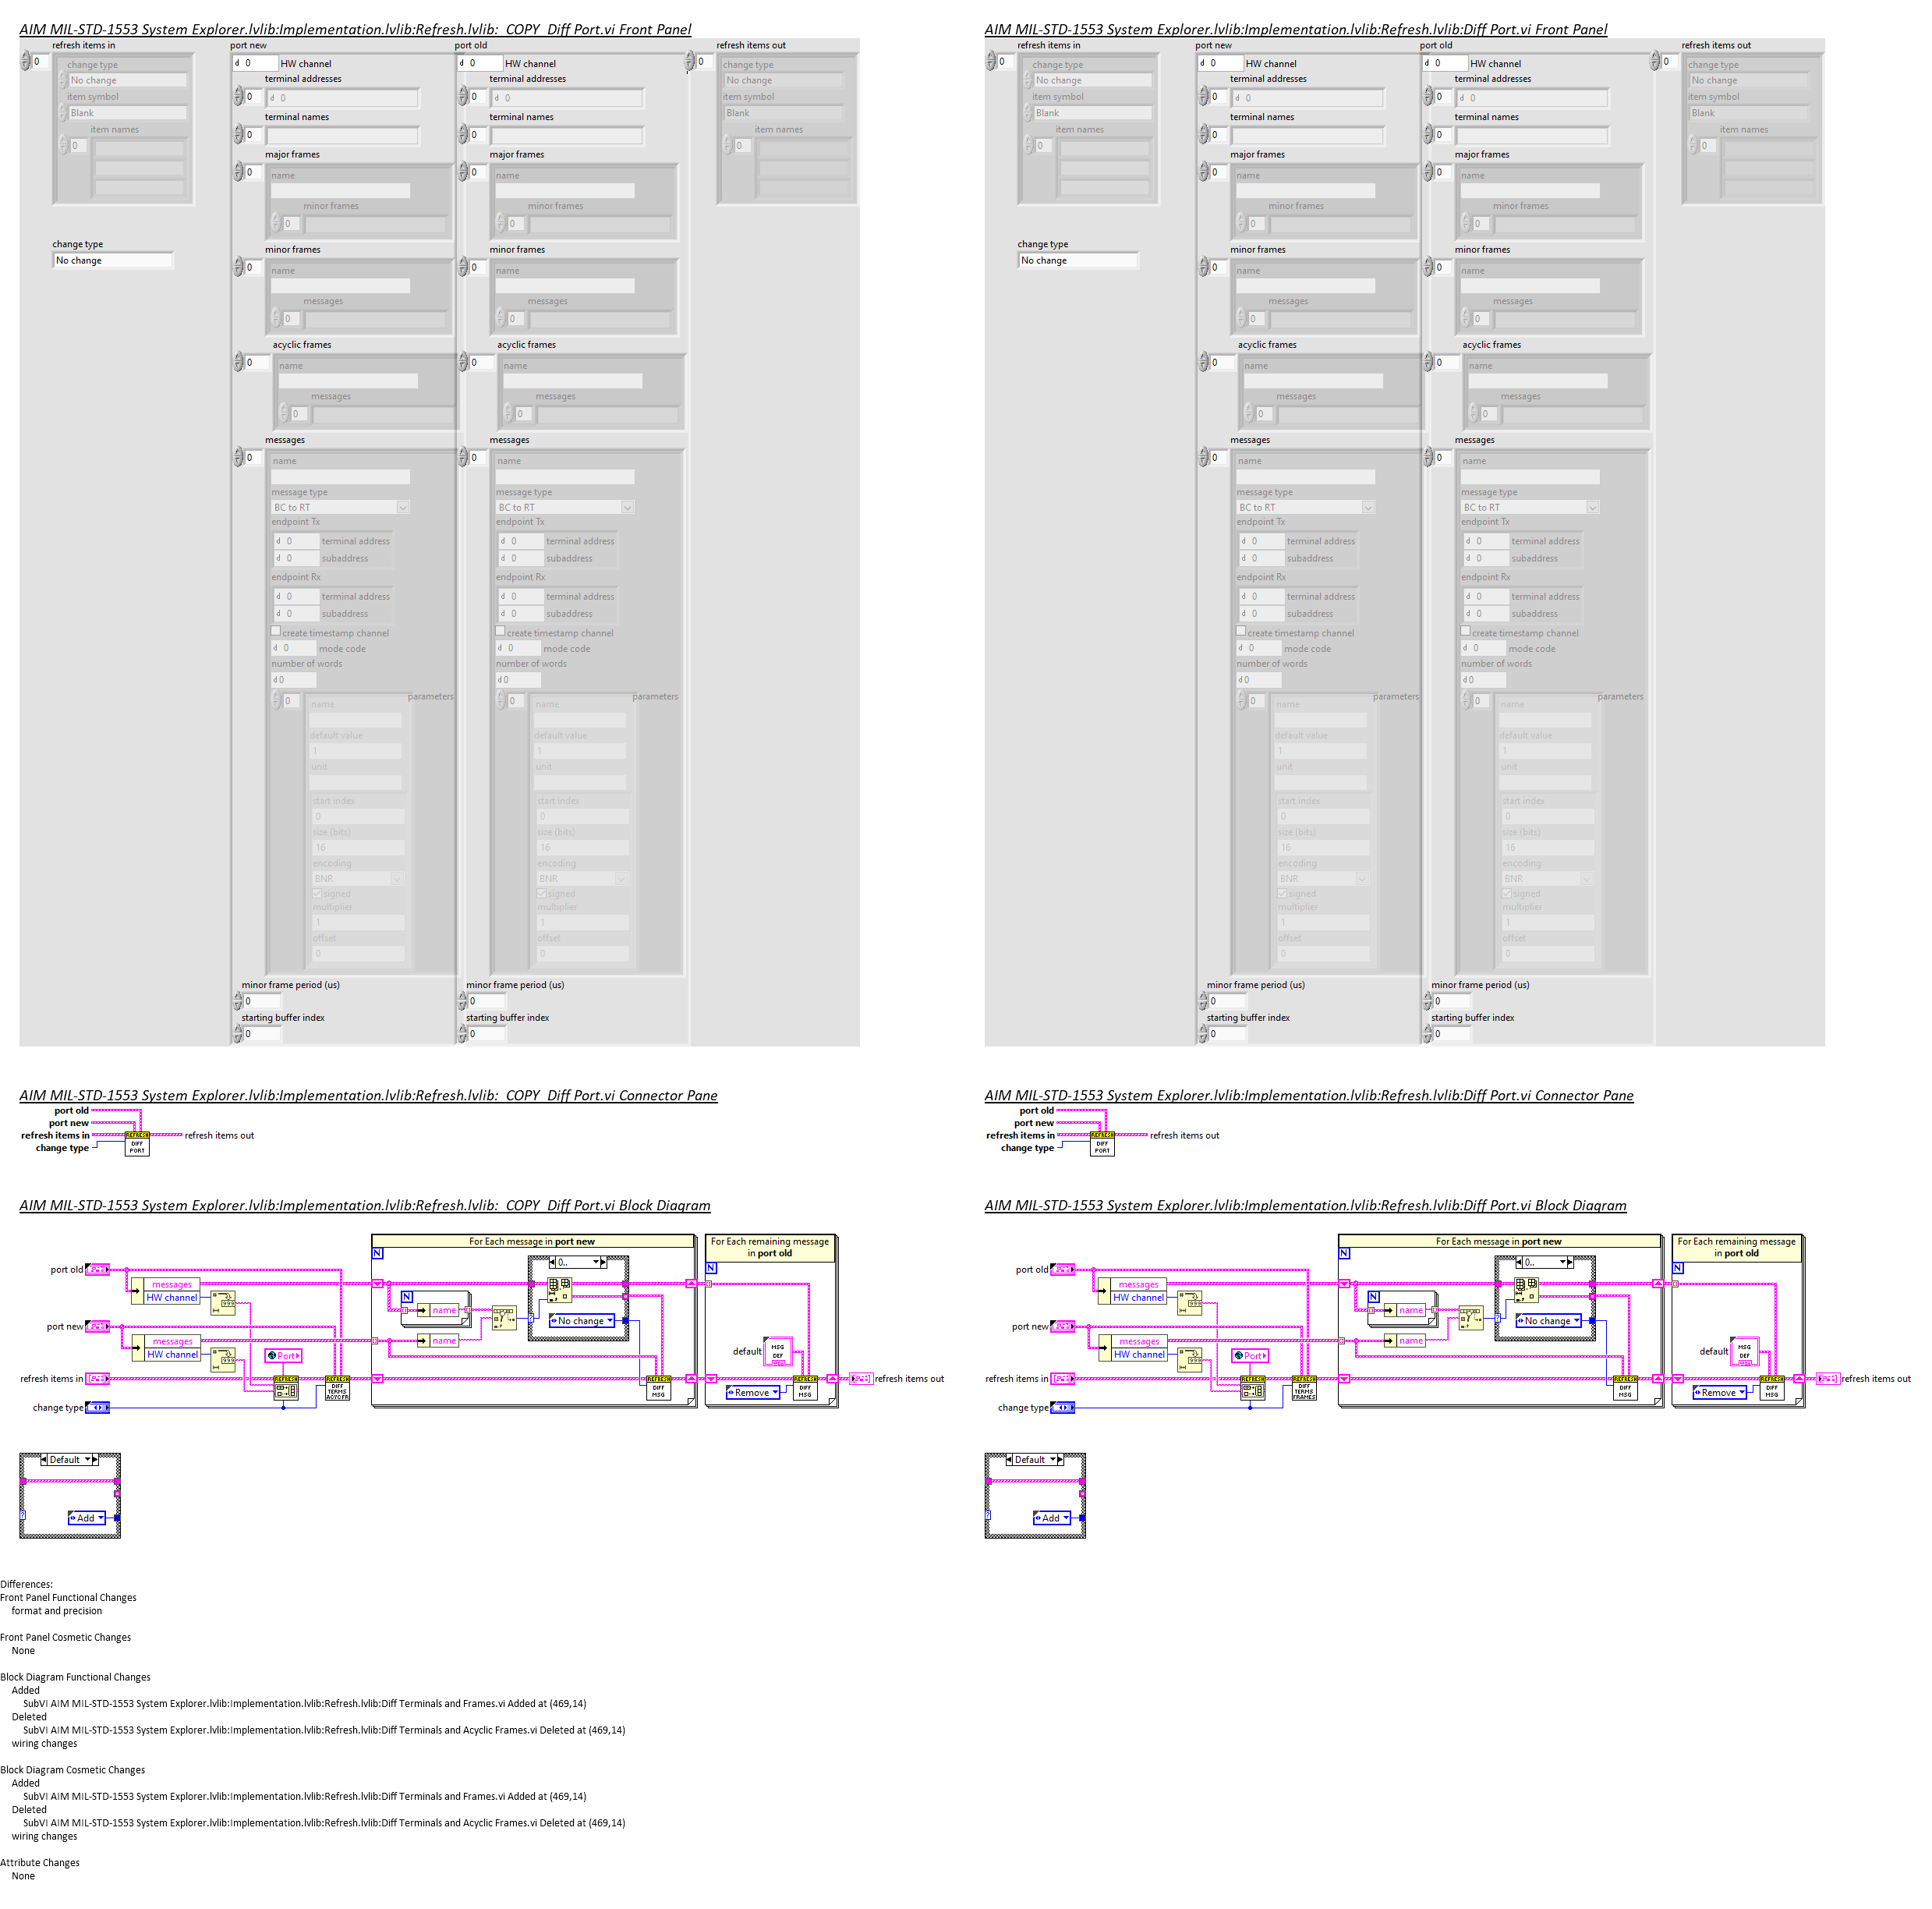 AIM MIL-STD-1553 System Explorer.lvlib:Implementation.lvlib:Refresh.lvlib:_COPY_Diff Port.vi Front Panel
refresh items in
port new
port old
refresh items out
0
d 0 HW channel
d 0 HW channel
0
change type
No change
item symbol
Blank
item names
0
terminal addresses
0 d 0
terminal names
0
major frames
0
name
minor frames
0
minor frames
0
name
messages
0
acyclic frames
0
name
messages
0
messages
0
name
message type
BC to RT
endpoint Tx
d 0 terminal address
d 0 subaddress
endpoint Rx
d 0 terminal address
d 0 subaddress
create timestamp channel
d 0 mode code
number of words
d 0
parameters
0
name
default value
1
unit
start index
0
size (bits)
16
encoding
BNR
signed
multiplier
1
offset
0
minor frame period (us)
0
starting buffer index
0
terminal addresses
0 d 0
terminal names
0
major frames
0
name
minor frames
0
minor frames
0
name
messages
0
acyclic frames
0
name
messages
0
messages
0
name
message type
BC to RT
endpoint Tx
d 0 terminal address
d 0 subaddress
endpoint Rx
d 0 terminal address
d 0 subaddress
create timestamp channel
d 0 mode code
number of words
d 0
parameters
0
name
default value
1
unit
start index
0
size (bits)
16
encoding
BNR
signed
multiplier
1
offset
0
minor frame period (us)
0
starting buffer index
0
change type
No change
item symbol
Blank
item names
0
change type
No change
AIM MIL-STD-1553 System Explorer.lvlib:Implementation.lvlib:Refresh.lvlib:Diff Port.vi Front Panel
refresh items in
port new
port old
refresh items out
0
d 0 HW channel
d 0 HW channel
0
change type
No change
item symbol
Blank
item names
0
terminal addresses
0 d 0
terminal names
0
major frames
0
name
minor frames
0
minor frames
0
name
messages
0
acyclic frames
0
name
messages
0
messages
0
name
message type
BC to RT
endpoint Tx
d 0 terminal address
d 0 subaddress
endpoint Rx
d 0 terminal address
d 0 subaddress
create timestamp channel
d 0 mode code
number of words
d 0
parameters
0
name
default value
1
unit
start index
0
size (bits)
16
encoding
BNR
signed
multiplier
1
offset
0
minor frame period (us)
0
starting buffer index
0
terminal addresses
0 d 0
terminal names
0
major frames
0
name
minor frames
0
minor frames
0
name
messages
0
acyclic frames
0
name
messages
0
messages
0
name
message type
BC to RT
endpoint Tx
d 0 terminal address
d 0 subaddress
endpoint Rx
d 0 terminal address
d 0 subaddress
create timestamp channel
d 0 mode code
number of words
d 0
parameters
0
name
default value
1
unit
start index
0
size (bits)
16
encoding
BNR
signed
multiplier
1
offset
0
minor frame period (us)
0
starting buffer index
0
change type
No change
item symbol
Blank
item names
0
change type
No change
AIM MIL-STD-1553 System Explorer.lvlib:Implementation.lvlib:Refresh.lvlib:_COPY_Diff Port.vi Connector Pane
port old
port new
refresh items in
change type
REFRESH
DIFF
PORT
refresh items out
AIM MIL-STD-1553 System Explorer.lvlib:Implementation.lvlib:Refresh.lvlib:Diff Port.vi Connector Pane
port old
port new
refresh items in
change type
REFRESH
DIFF
PORT
refresh items out
AIM MIL-STD-1553 System Explorer.lvlib:Implementation.lvlib:Refresh.lvlib:_COPY_Diff Port.vi Block Diagram
For Each message in port new
For Each remaining message
in port old
N
N
0..
port old
messages
HW channel
N
name
No change
port new
messages
HW channel
name
Port
default
MSG
DEF
refresh items in
REFRESH
REFRESH
DIFF
TERMS
ACYCFR
REFRESH
DIFF
MSG
Remove
REFRESH
DIFF
MSG
refresh items out
change type
Default
Add
AIM MIL-STD-1553 System Explorer.lvlib:Implementation.lvlib:Refresh.lvlib:Diff Port.vi Block Diagram
For Each message in port new
For Each remaining message
in port old
N
N
0..
port old
messages
HW channel
N
name
No change
port new
messages
HW channel
name
Port
default
MSG
DEF
refresh items in
REFRESH
REFRESH
DIFF
TERMS
FRAMES
REFRESH
DIFF
MSG
Remove
REFRESH
DIFF
MSG
refresh items out
change type
Default
Add
Differences:
Front Panel Functional Changes
format and precision
Front Panel Cosmetic Changes
None
Block Diagram Functional Changes
Added
SubVI AIM MIL-STD-1553 System Explorer.lvlib:Implementation.lvlib:Refresh.lvlib:Diff Terminals and Frames.vi Added at (469,14)
Deleted
SubVI AIM MIL-STD-1553 System Explorer.lvlib:Implementation.lvlib:Refresh.lvlib:Diff Terminals and Acyclic Frames.vi Deleted at (469,14)
wiring changes
Block Diagram Cosmetic Changes
Added
SubVI AIM MIL-STD-1553 System Explorer.lvlib:Implementation.lvlib:Refresh.lvlib:Diff Terminals and Frames.vi Added at (469,14)
Deleted
SubVI AIM MIL-STD-1553 System Explorer.lvlib:Implementation.lvlib:Refresh.lvlib:Diff Terminals and Acyclic Frames.vi Deleted at (469,14)
wiring changes
Attribute Changes
None